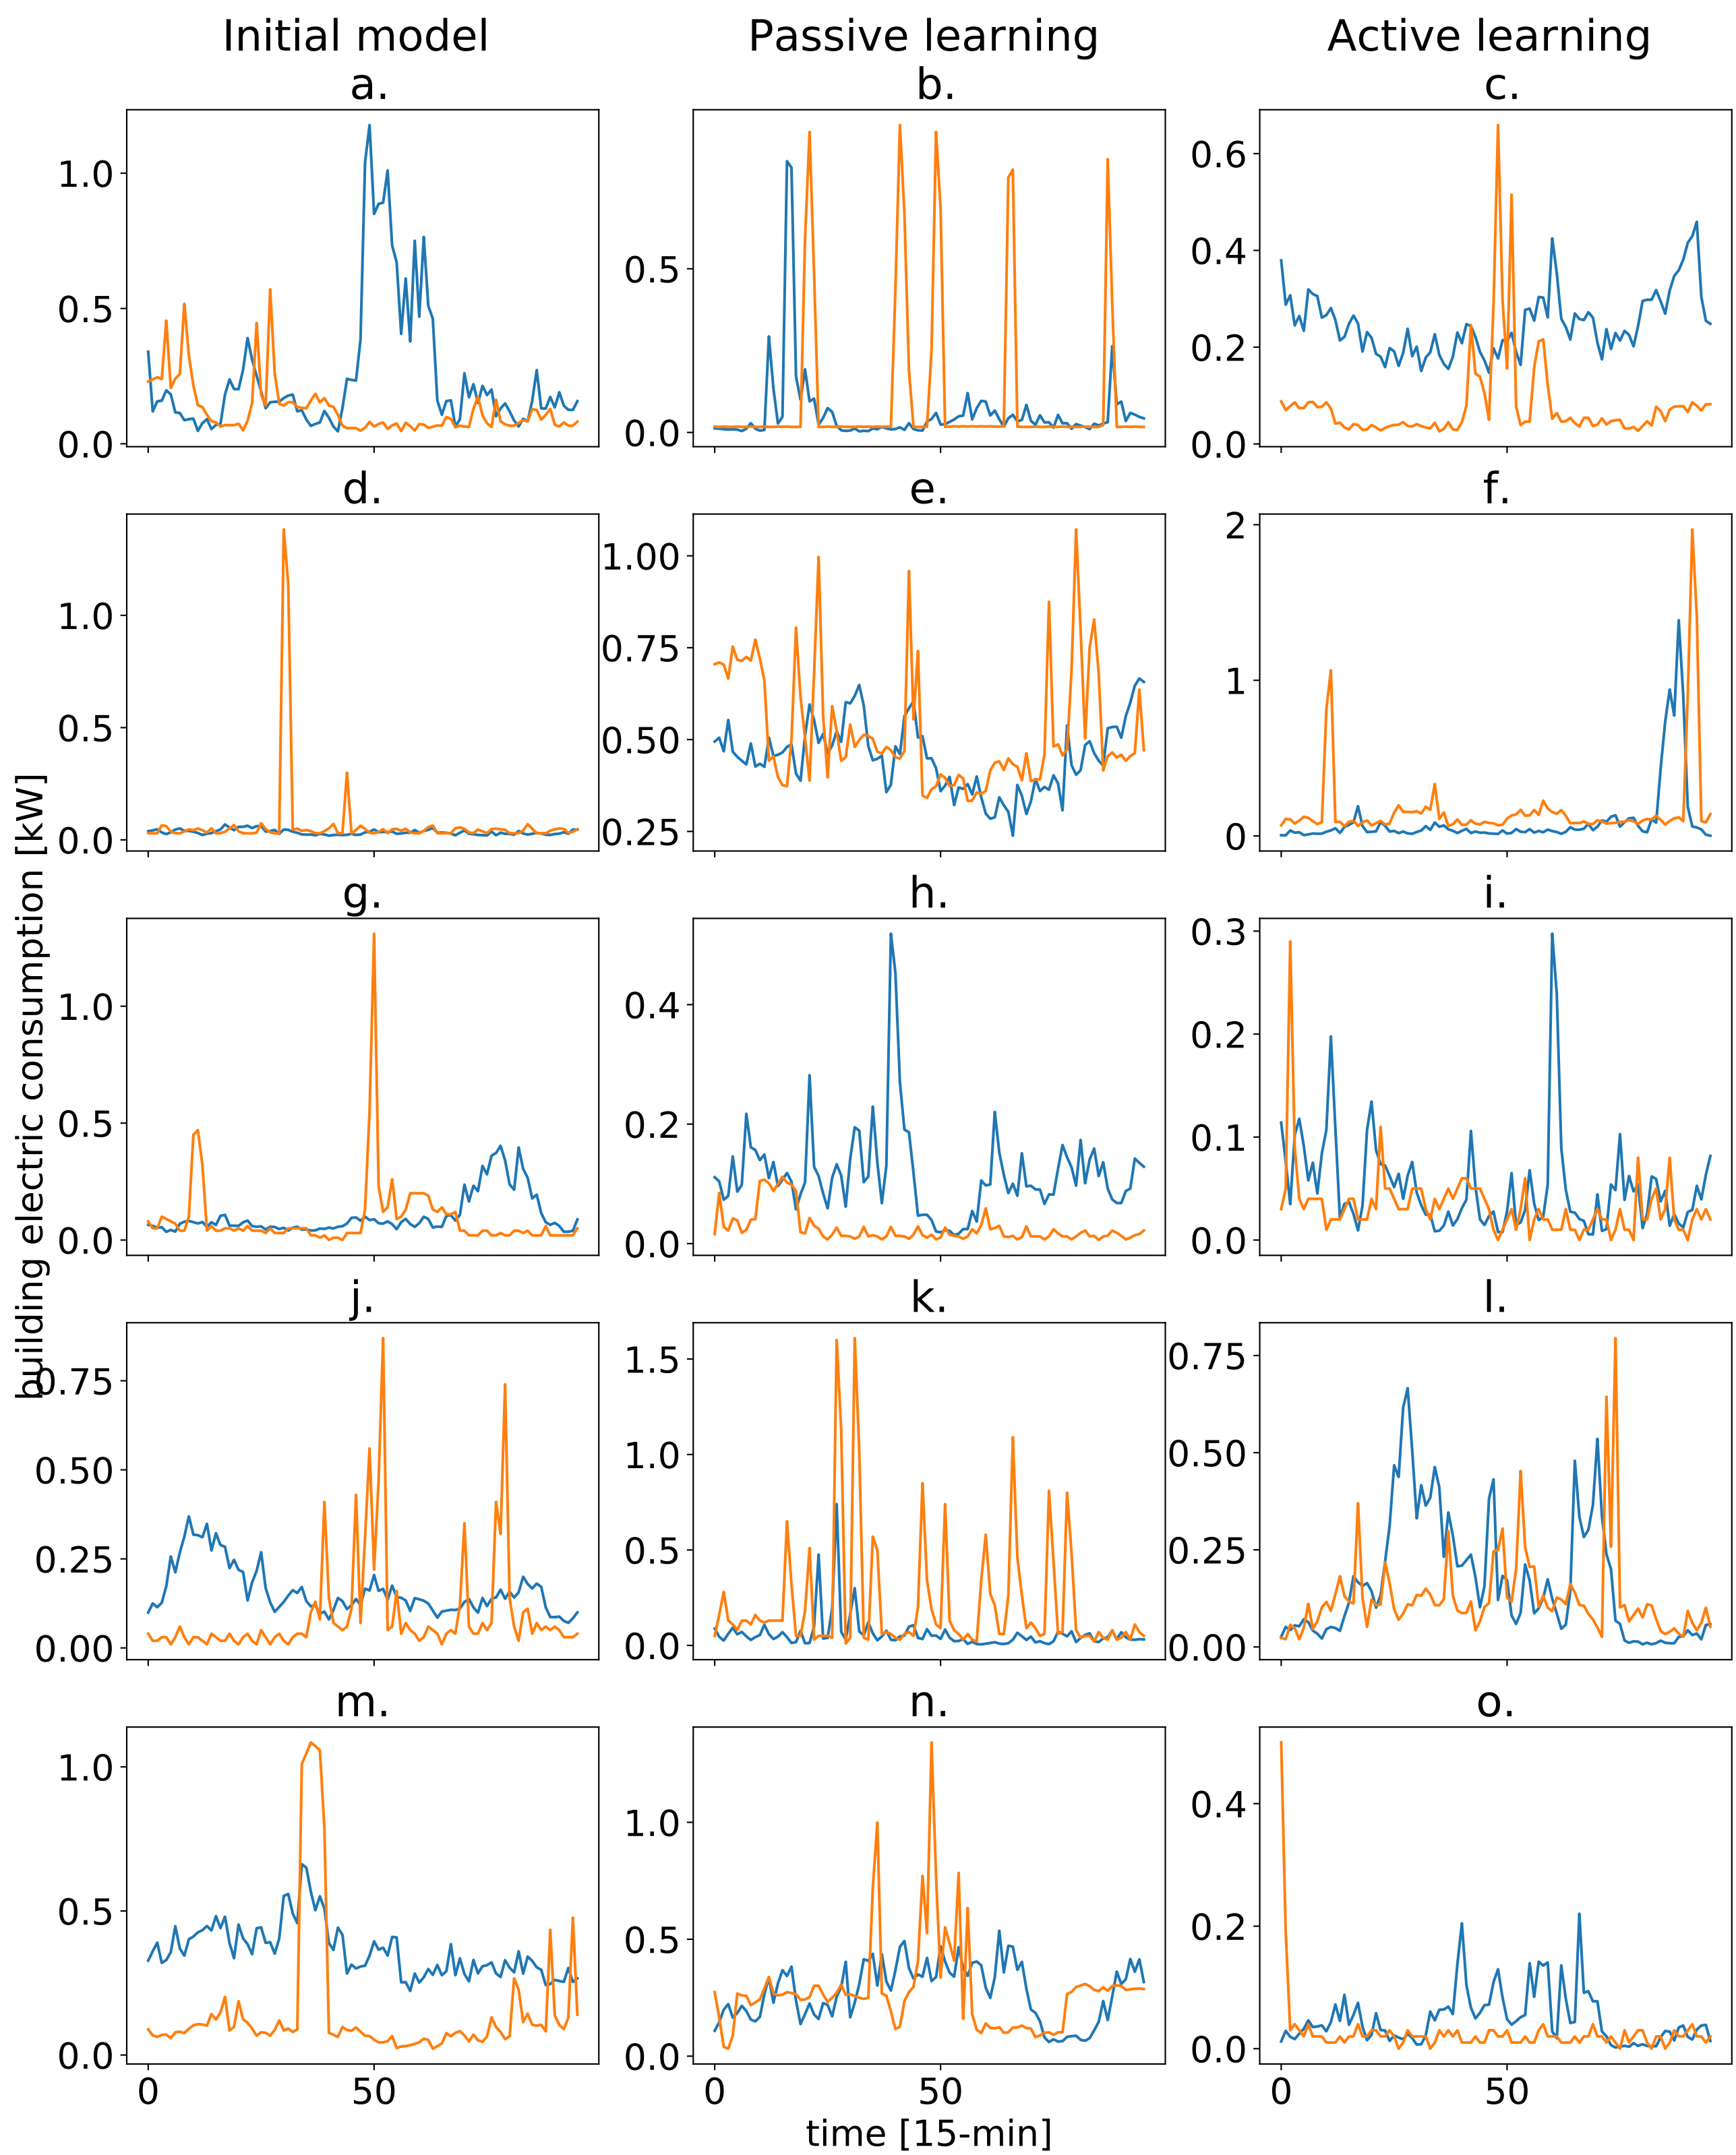 Initial model
Passive learning
Active learning
a.
b.
c.
1.0
0.5
0.0
0.5
0.0
0.6
0.4
0.2
0.0
d.
e.
f.
1.0
0.5
0.0
1.00
0.75
0.50
0.25
2
1
0
building electric consumption [kW]
g.
h.
i.
1.0
0.5
0.0
0.4
0.2
0.0
0.3
0.2
0.1
0.0
j.
k.
l.
0.75
0.50
0.25
0.00
1.5
1.0
0.5
0.0
0.75
0.50
0.25
0.00
m.
n.
o.
1.0
0.5
0.0
1.0
0.5
0.0
0.4
0.2
0.0
0 50
0 50
0 50
time [15-min]